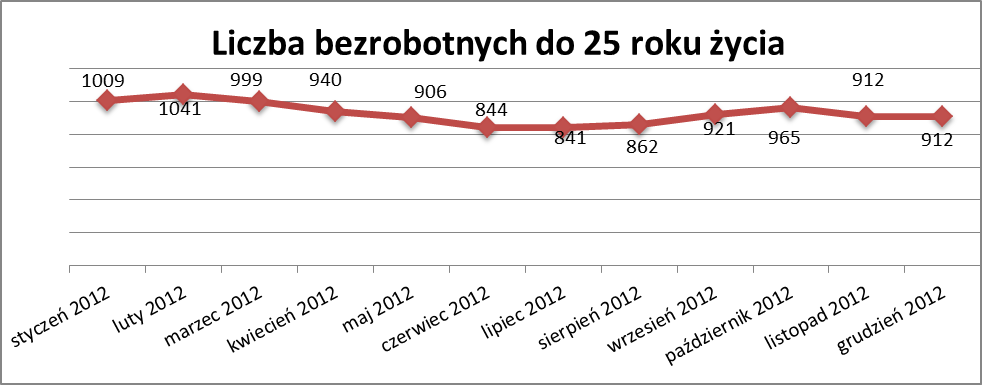 Liczba bezrobotnych do 25 roku życia
1009
1041
999
940
906
844
841
862
921
965
912
912
styczeń 2012
luty 2012
marzec 2012
kwiecień 2012
maj 2012
czerwiec 2012
lipiec 2012
sierpień 2012
wrzesień 2012
październik 2012
listopad 2012
grudzień 2012